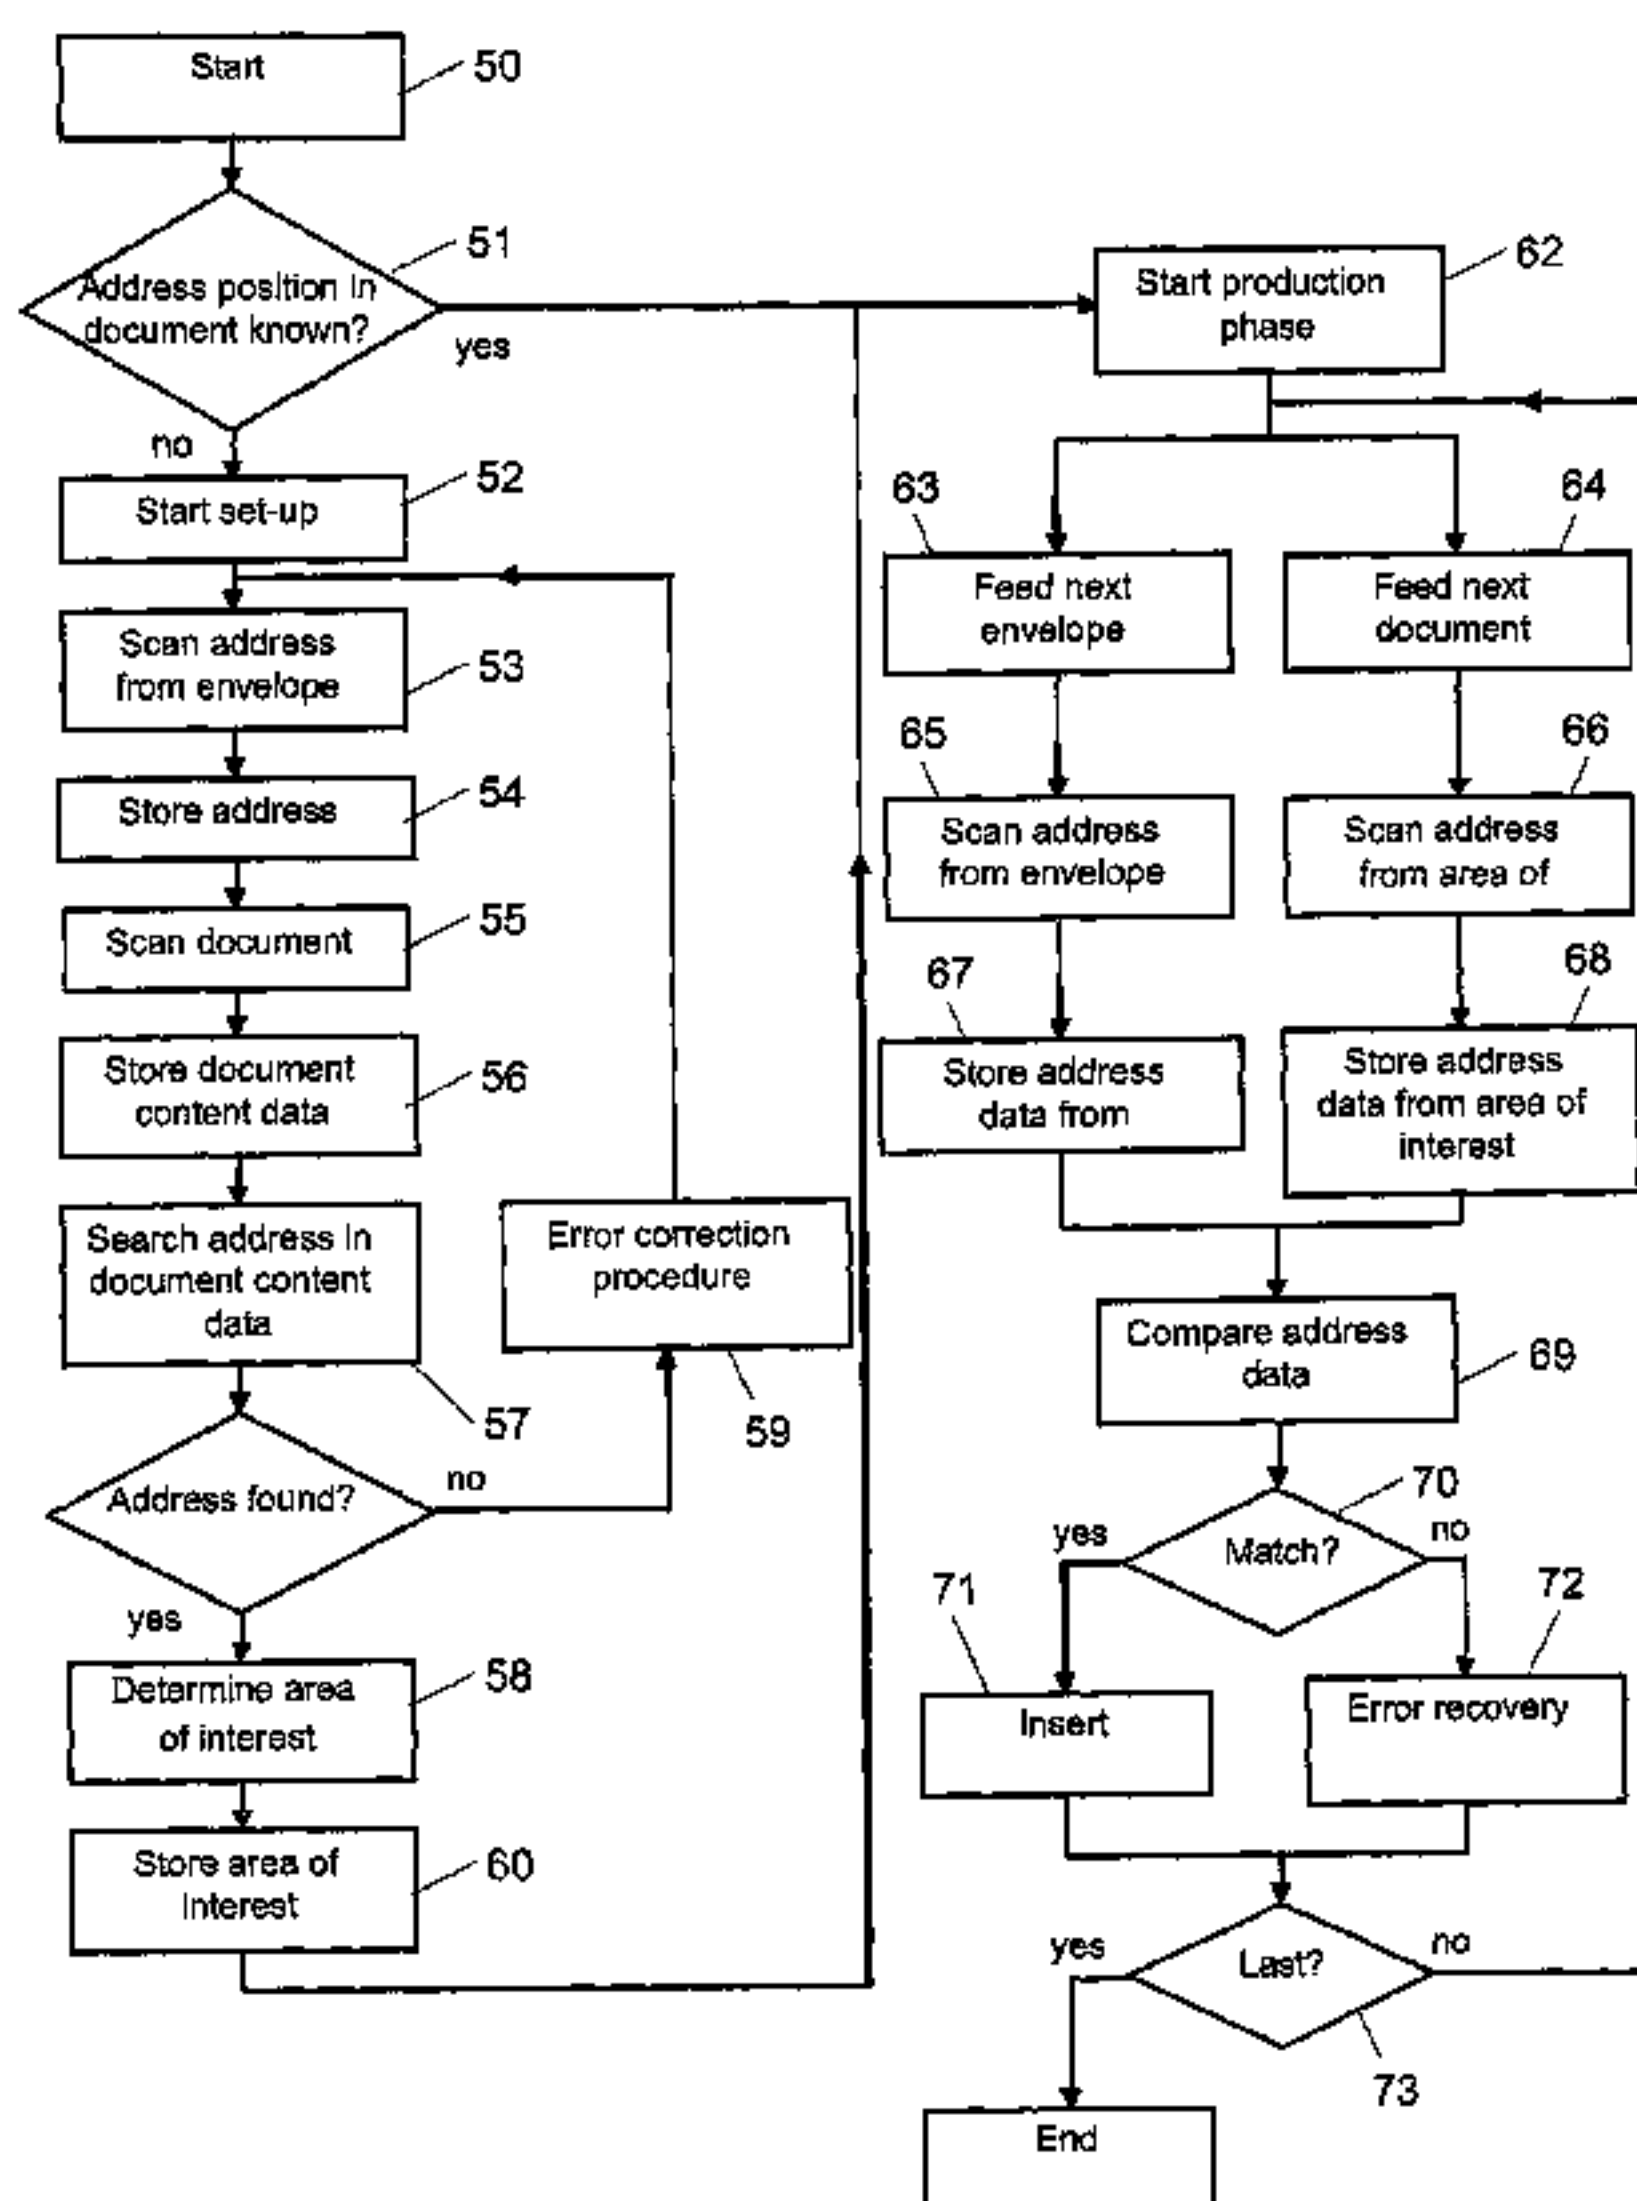 Start
50
51
Address position in
document known?
yes
no
52
Start set-up
Scan address
from envelope
53
Store address
54
Scan document
55
Store document
content data
56
Search address in
document content
data
57
Error correction
procedure
59
Address found?
no
yes
Determine area
of interest
58
Store area of
Interest
60
62
Start production
phase
63
64
Feed next
envelope
Feed next
document
65
66
Scan address
from envelope
Scan address
from area of
67
68
Store address
data from
Store address
data from area of
interest
Compare address
data
69
70
yes
Match?
no
71
72
Insert
Error recovery
yes
Last?
no
73
End